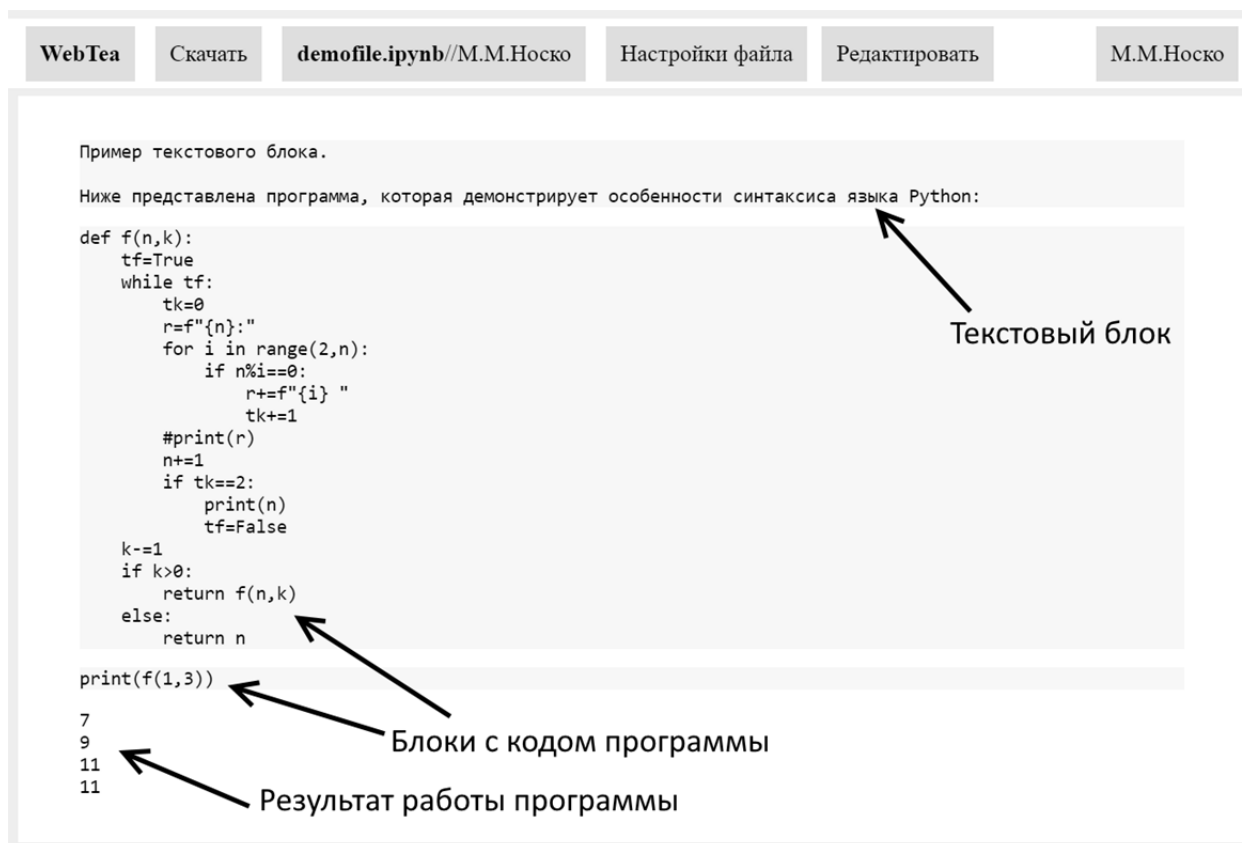 WebTea Скачать demofile.ipynb//М.М.Носко Настройки файла Редактировать М.М.Носко
Пример текстового блока.
Ниже представлена программа, которая демонстрирует особенности синтаксиса языка Python:
def f(n,k):
    tf=True
    while tf:
        tk=0
        r=f"{n}:"
        for i in range(2,n):
            if n%i==0:
                r+=f"{i} "
                tk+=1
        #print(r)
        n+=1
        if tk==2:
            print(n)
            tf=False
    k-=1
    if k>0:
        return f(n,k)
    else:
        return n
Текстовый блок
print(f(1,3))
Блоки с кодом программы
7
9
11
11
Результат работы программы